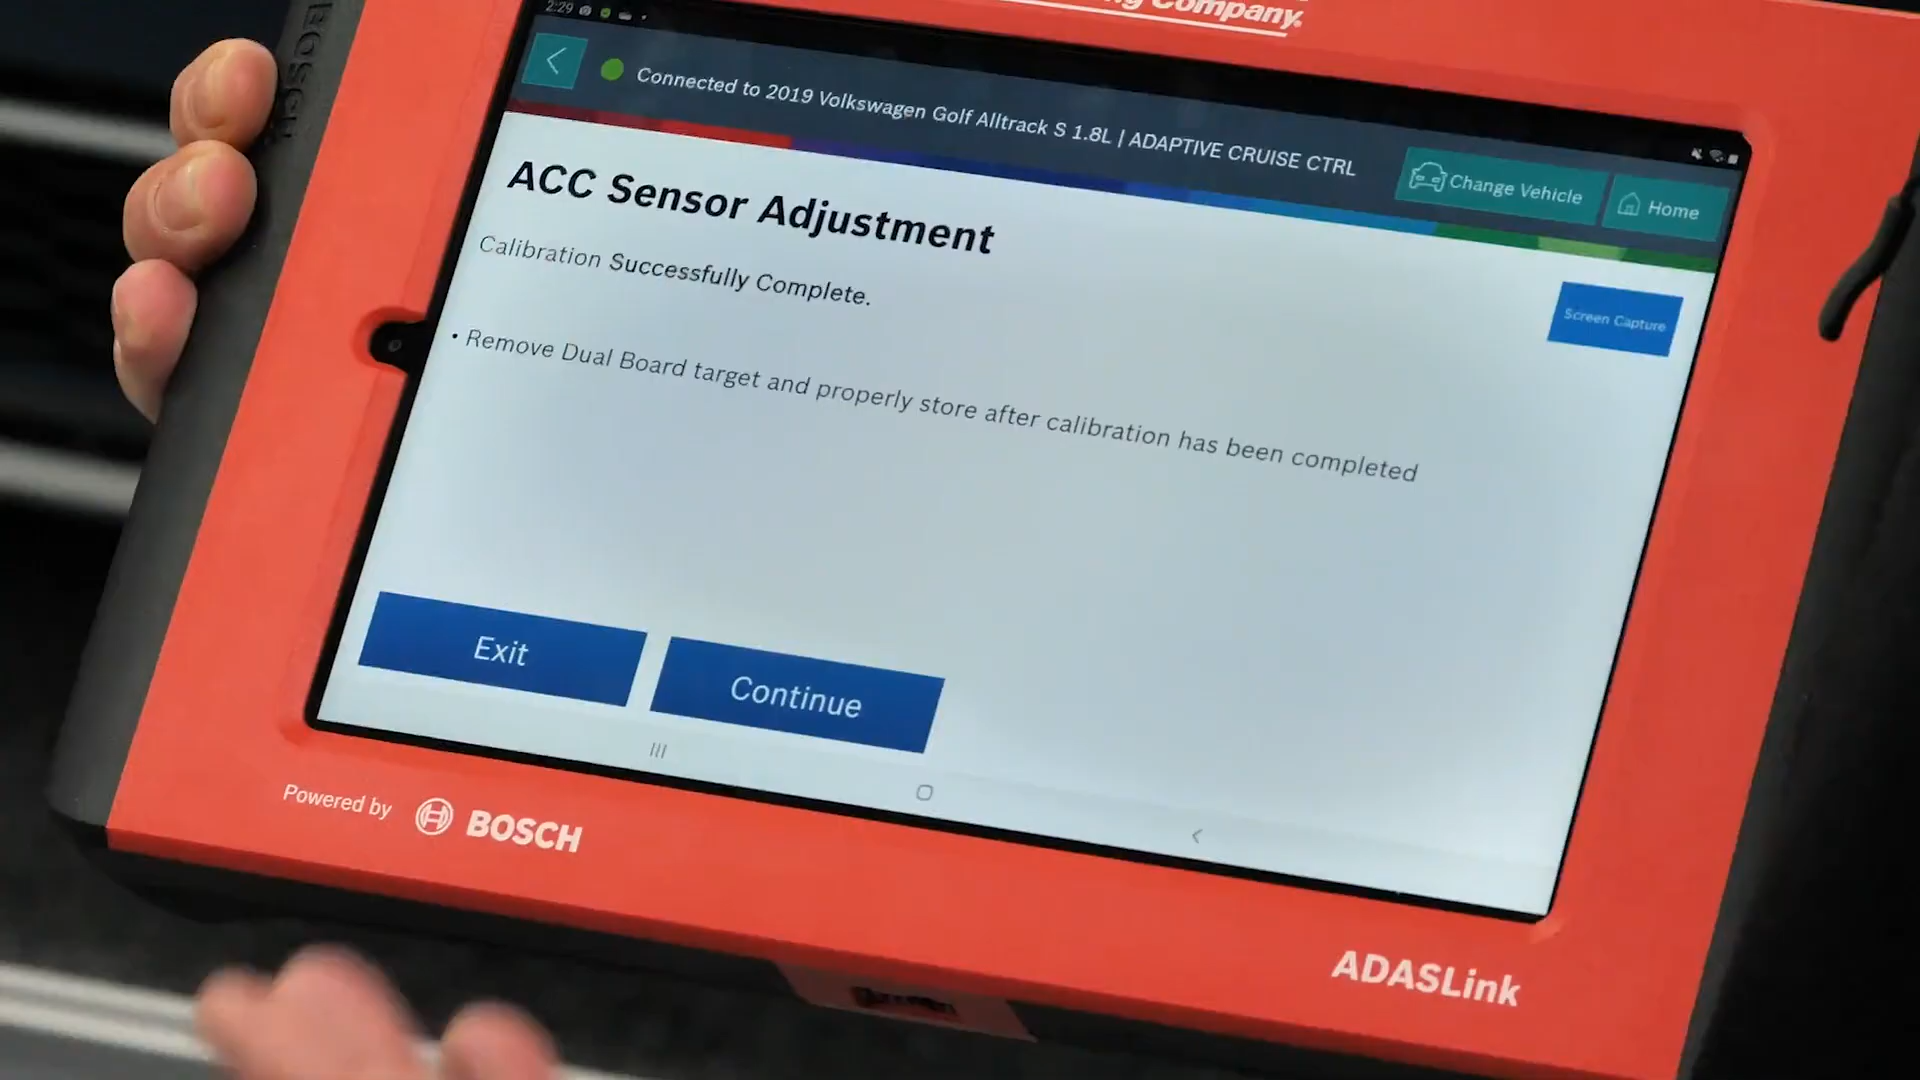 Company.
BOSCH
2:29
Connected to 2019 Volkswagen Golf Alltrack S 1.8L | ADAPTIVE CRUISE CTRL
Change Vehicle
Home
ACC Sensor Adjustment
Calibration Successfully Complete.
Screen Capture
• Remove Dual Board target and properly store after calibration has been completed
Exit
Continue
Powered by BOSCH
ADASLink